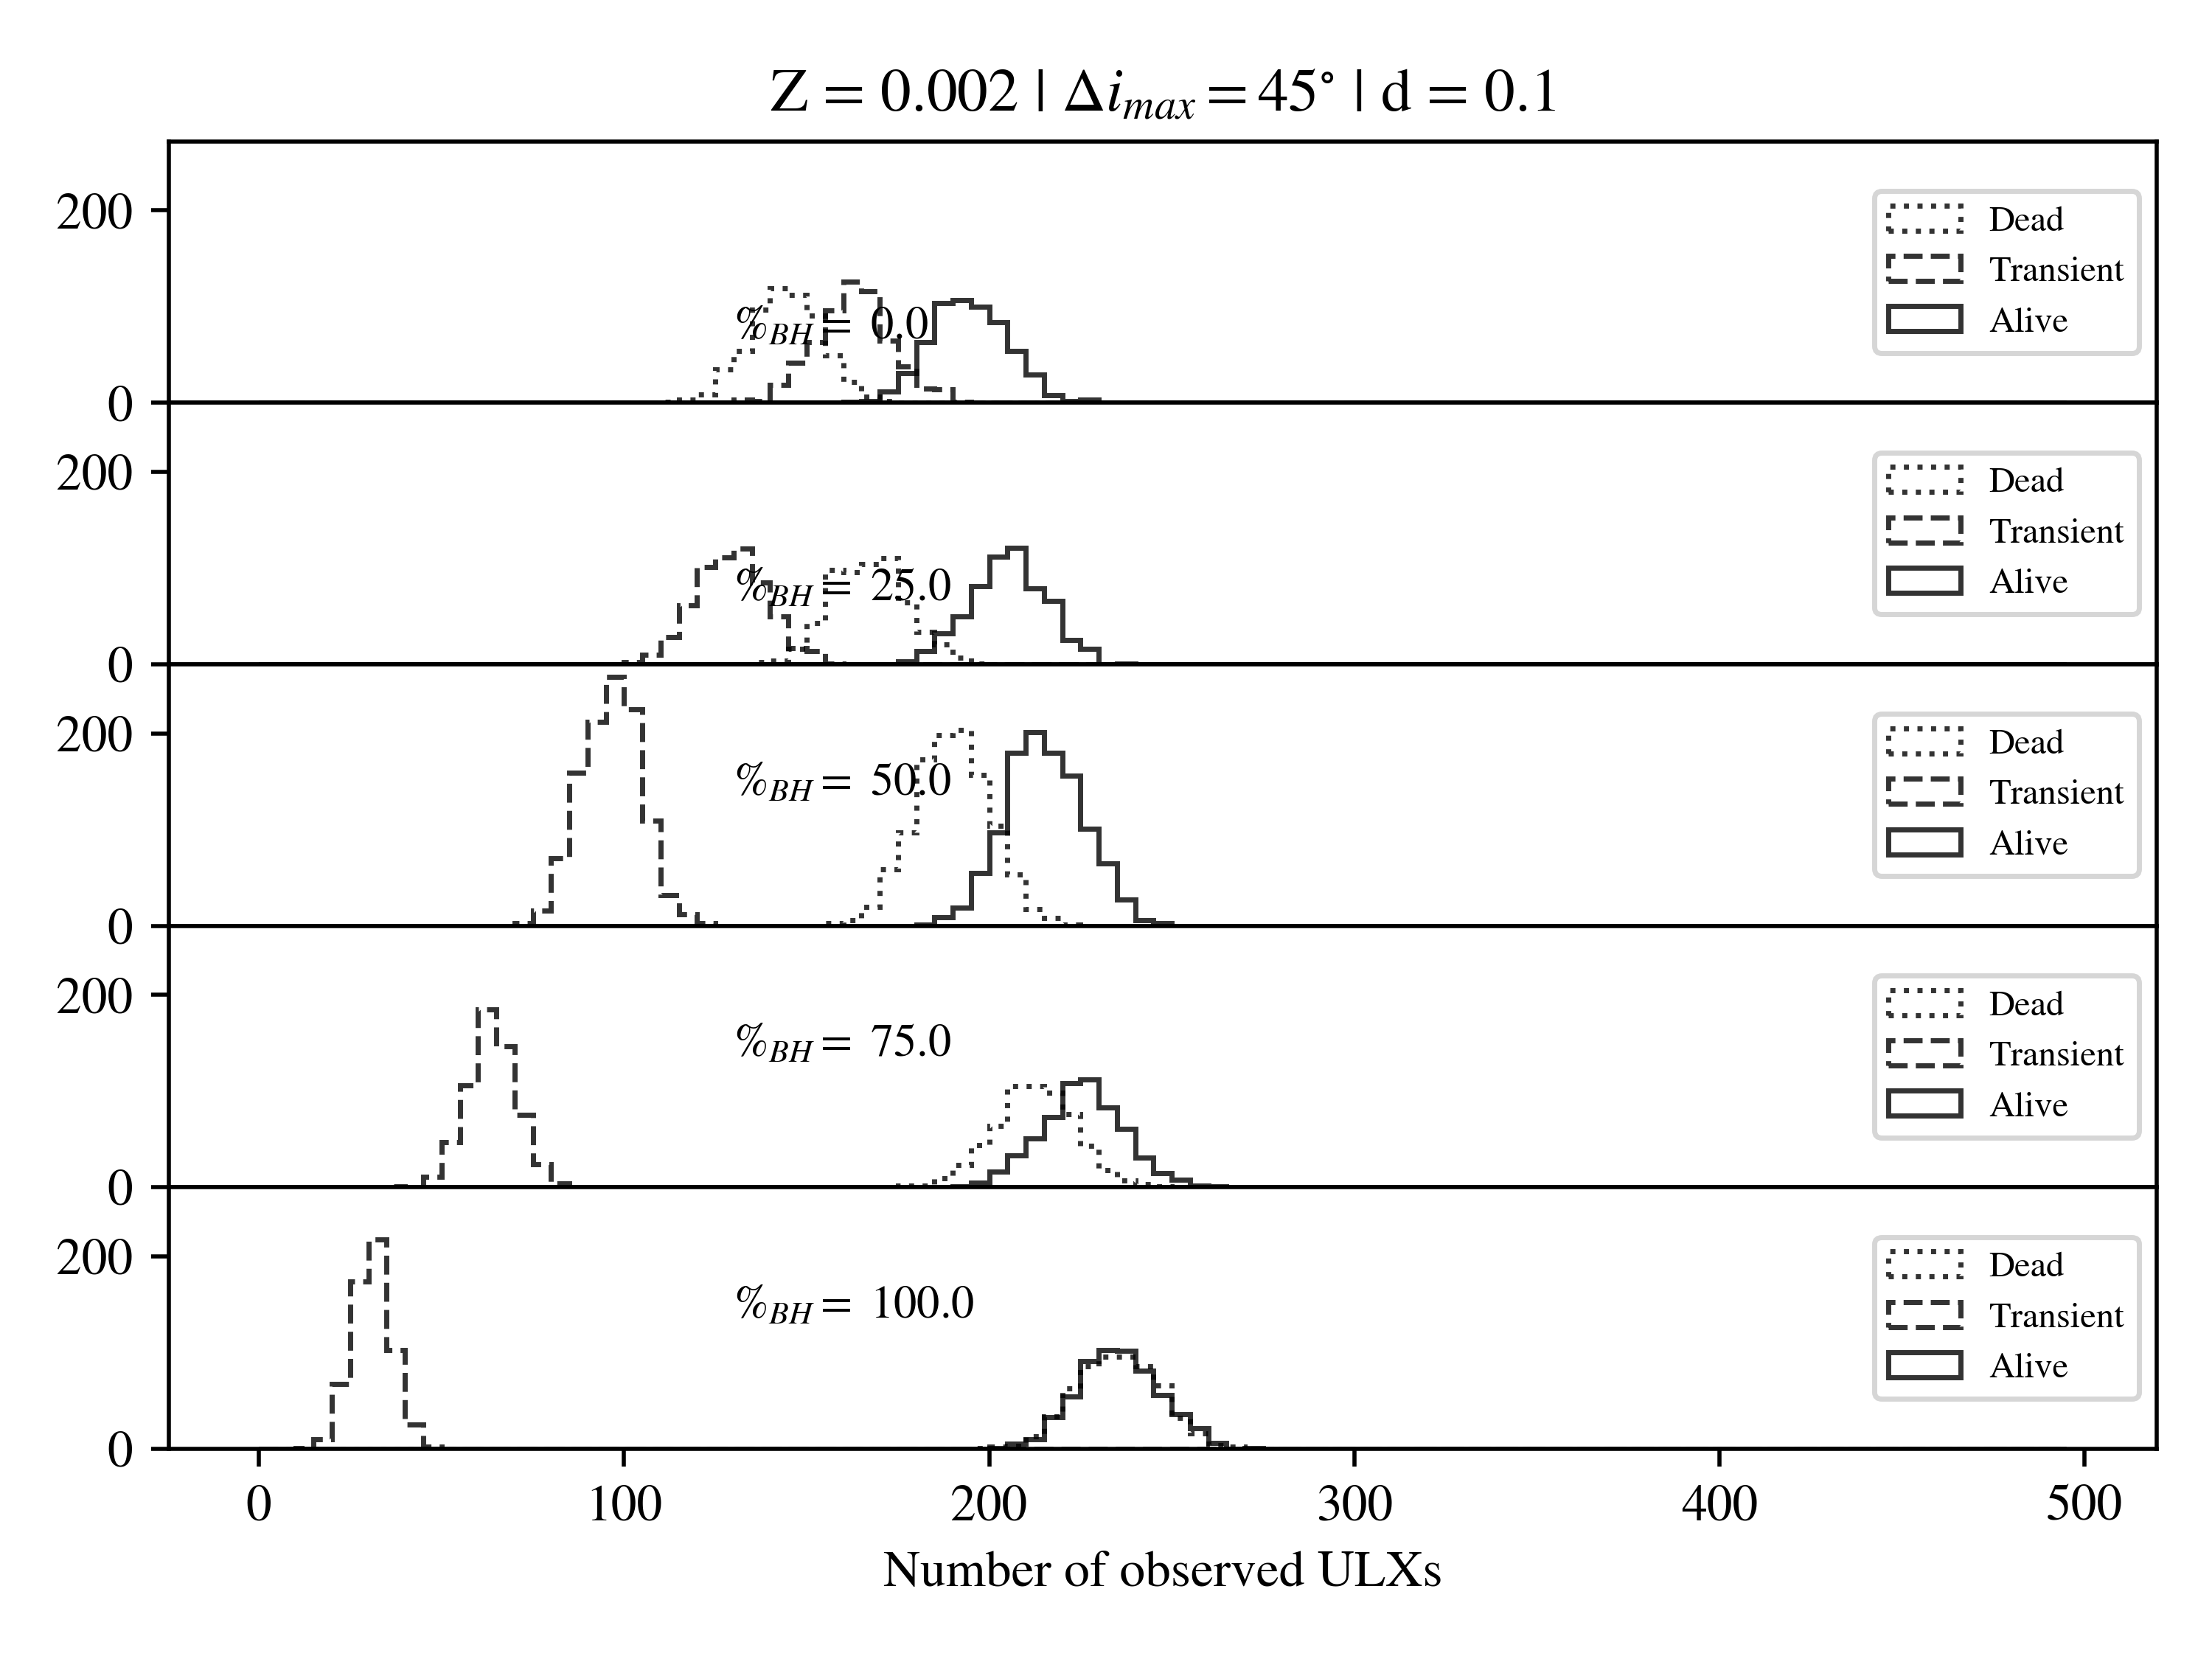 Z = 0.002 | Δi_max = 45° | d = 0.1
200
0
%_BH = 0.0
Dead
Transient
Alive
200
0
%_BH = 25.0
Dead
Transient
Alive
200
0
%_BH = 50.0
Dead
Transient
Alive
200
0
%_BH = 75.0
Dead
Transient
Alive
200
0
%_BH = 100.0
Dead
Transient
Alive
0 100 200 300 400 500
Number of observed ULXs